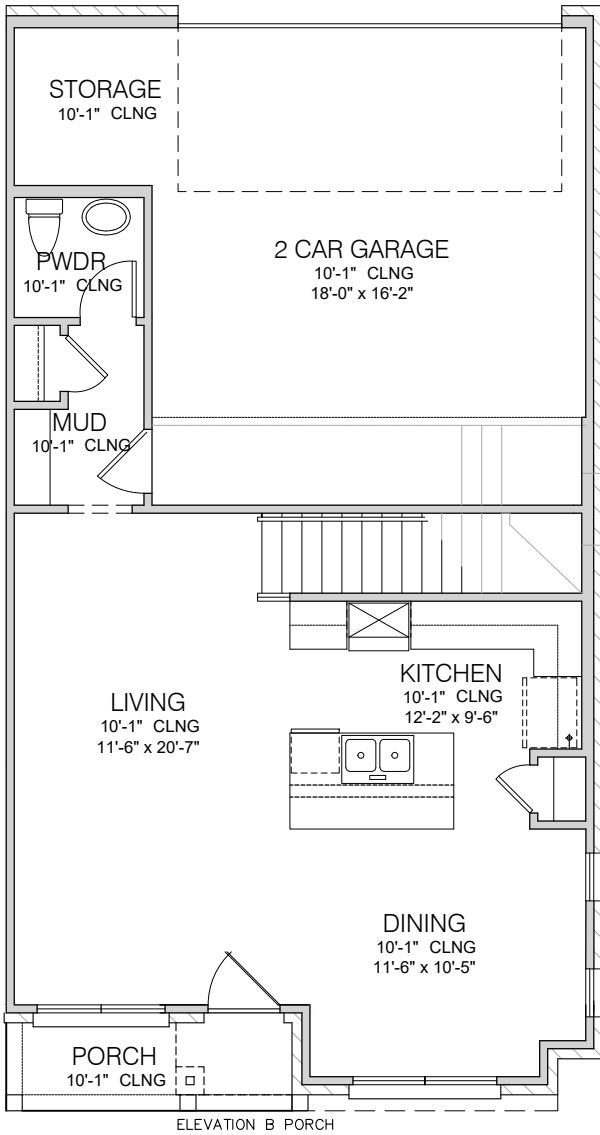 STORAGE
10'-1" CLNG
2 CAR GARAGE
10'-1" CLNG
18'-0" x 16'-2"
PWDR
10'-1" CLNG
MUD
10'-1" CLNG
KITCHEN
10'-1" CLNG
12'-2" x 9'-6"
LIVING
10'-1" CLNG
11'-6" x 20'-7"
DINING
10'-1" CLNG
11'-6" x 10'-5"
PORCH
10'-1" CLNG
ELEVATION B PORCH